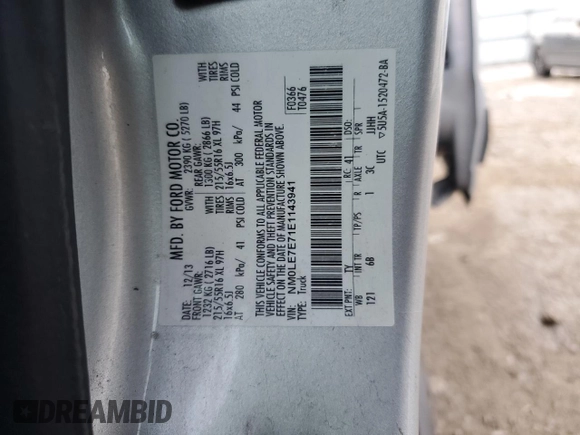 MFD. BY FORD MOTOR CO.
12/13 GVWR: 2390 KG ( 5270 LB)
FRONT GAWR: REAR GAWR: WITH
1232 KG ( 2716 LB) 1300 KG ( 2866 LB) TIRES
215/55R16 XL 97H 215/55R16 XL 97H RIMS
16x6.5J 16x6.5J
AT 280 kPa/ 41 PSI COLD AT 300 kPa/ 44 PSI COLD
WITH
TIRES
RIMS
THIS VEHICLE CONFORMS TO ALL APPLICABLE FEDERAL MOTOR
VEHICLE SAFETY AND THEFT PREVENTION STANDARDS IN
EFFECT ON THE DATE OF MANUFACTURE SHOWN ABOVE.
VIN: NM0LE7E71E1143941
TYPE: Truck
F0366
T0476
EXT PNT: TY RC: 41 DSO:
WB INT TR TP/PS R AXLE TR SPR
121 6B 1 3C JJHH
UTC ▽5U5A-1520472-BA
DREAMBID